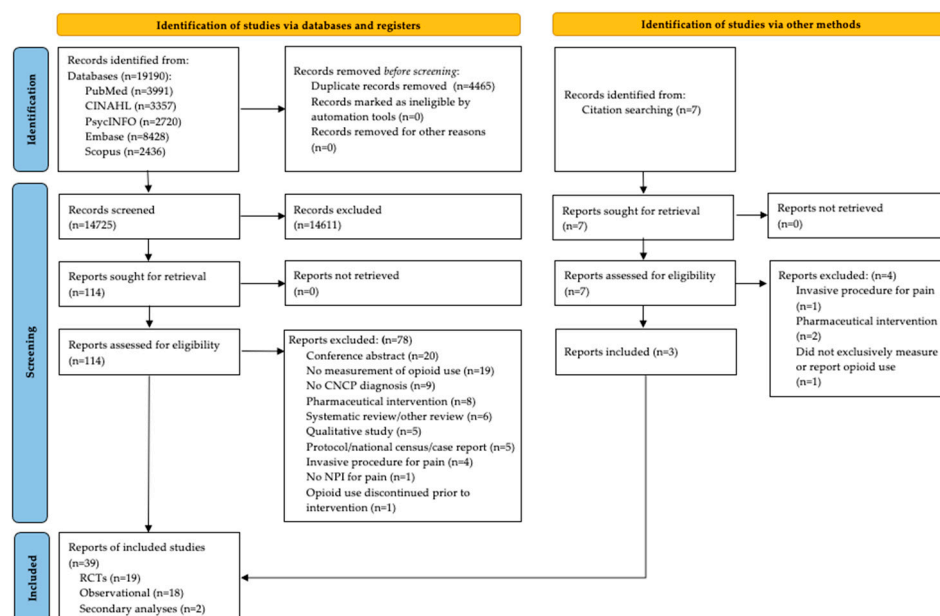 Identification of studies via databases and registers
Identification of studies via other methods
Identification
Records identified from:
Databases (n=19190):
PubMed (n=3991)
CINAHL (n=3357)
PsycINFO (n=2720)
Embase (n=8428)
Scopus (n=2436)
Records removed before screening:
Duplicate records removed (n=4465)
Records marked as ineligible by
automation tools (n=0)
Records removed for other reasons
(n=0)
Records identified from:
Citation searching (n=7)
Screening
Records screened
(n=14725)
Records excluded
(n=14611)
Reports sought for retrieval
(n=7)
Reports not retrieved
(n=0)
Reports sought for retrieval
(n=114)
Reports not retrieved
(n=0)
Reports assessed for eligibility
(n=7)
Reports excluded: (n=4)
Invasive procedure for pain
(n=1)
Pharmaceutical intervention
(n=2)
Did not exclusively measure
or report opioid use
(n=1)
Reports assessed for eligibility
(n=114)
Reports excluded: (n=78)
Conference abstract (n=20)
No measurement of opioid use (n=19)
No CNCP diagnosis (n=9)
Pharmaceutical intervention (n=8)
Systematic review/other review (n=6)
Qualitative study (n=5)
Protocol/national census/case report (n=5)
Invasive procedure for pain (n=4)
No NPI for pain (n=1)
Opioid use discontinued prior to
intervention (n=1)
Reports included (n=3)
Included
Reports of included studies
(n=39)
RCTs (n=19)
Observational (n=18)
Secondary analyses (n=2)